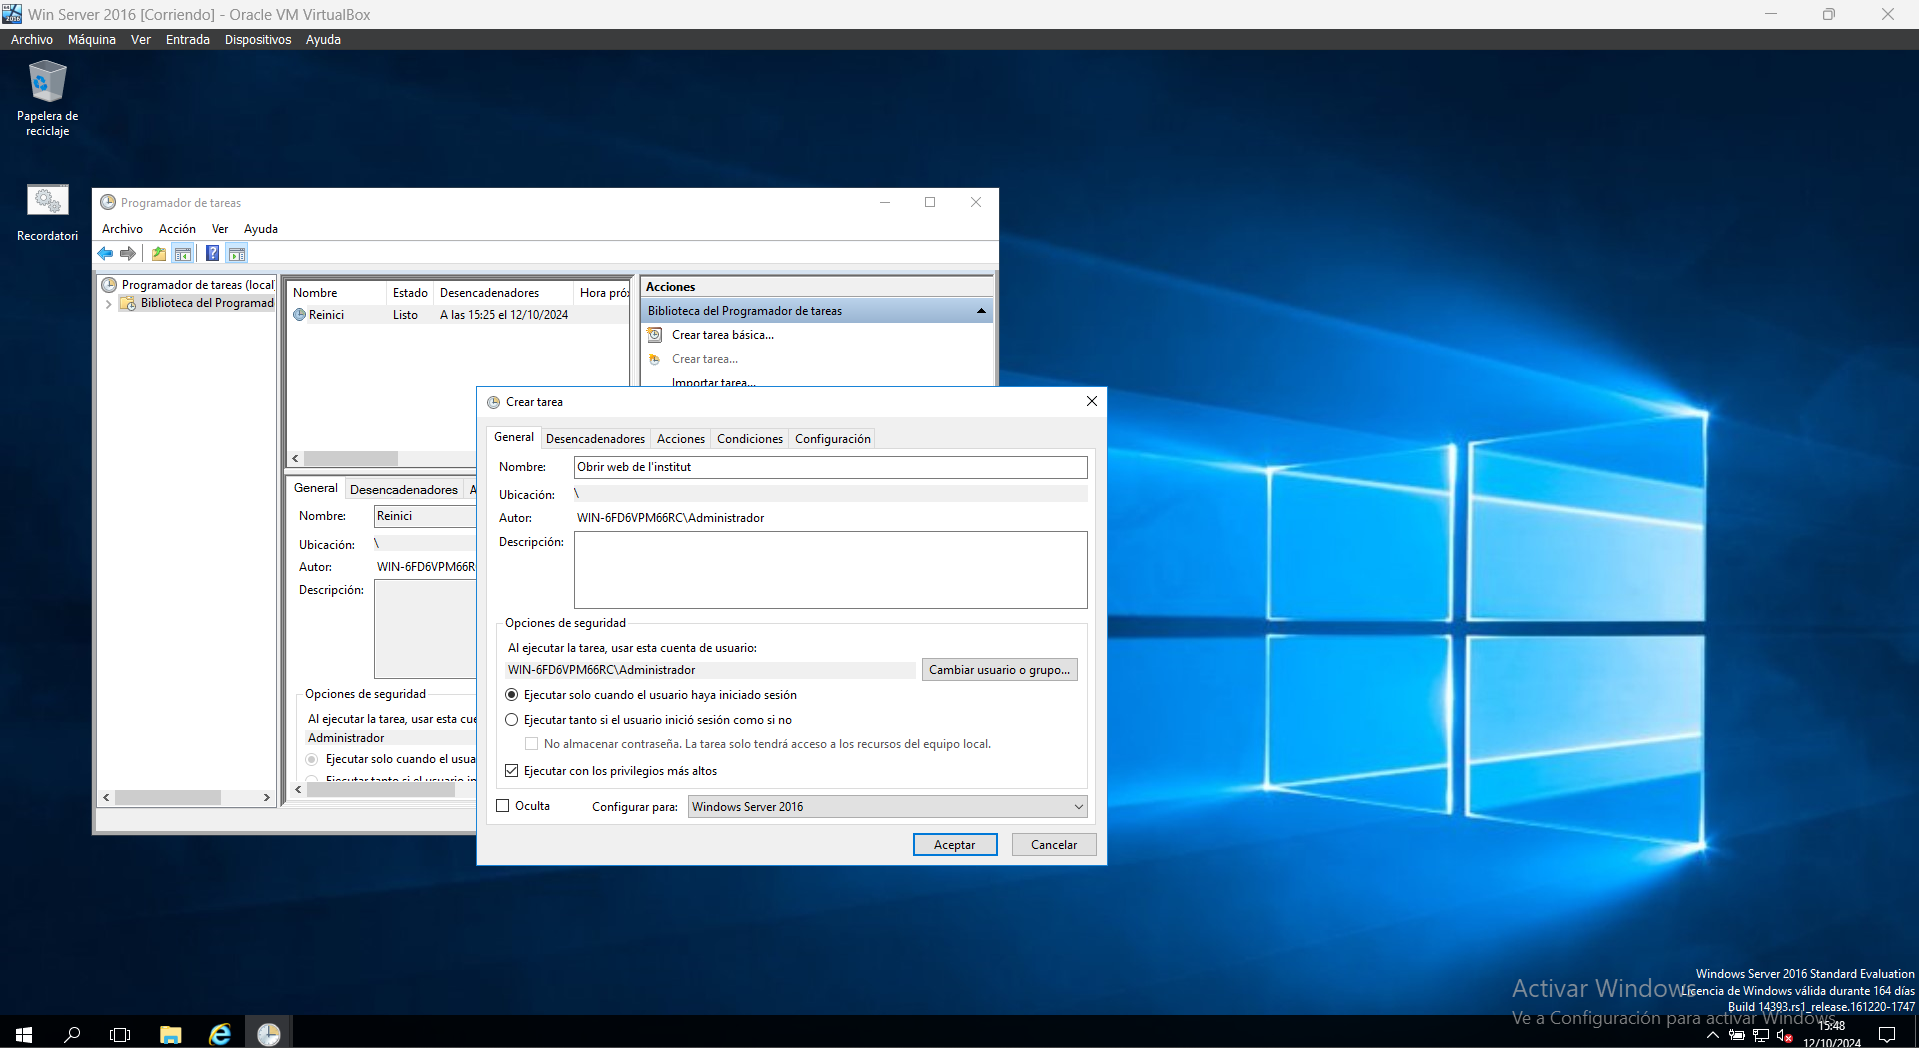 Win Server 2016 [Corriendo] - Oracle VM VirtualBox
Archivo Máquina Ver Entrada Dispositivos Ayuda
Papelera de
reciclaje
Recordatori
Programador de tareas
Archivo Acción Ver Ayuda
Programador de tareas (local
Biblioteca del Programad
Nombre Estado Desencadenadores Hora pró
Reinici Listo A las 15:25 el 12/10/2024
Acciones
Biblioteca del Programador de tareas
Crear tarea básica...
Crear tarea...
Importar tarea...
General Desencadenadores A
Nombre: Reinici
Ubicación: \
Autor: WIN-6FD6VPM66R
Descripción:
Opciones de seguridad
Al ejecutar la tarea, usar esta cue
Administrador
Ejecutar solo cuando el usua
Ejecutar tanto si el usuario in
Crear tarea
General Desencadenadores Acciones Condiciones Configuración
Nombre: Obrir web de l'institut
Ubicación: \
Autor: WIN-6FD6VPM66RC\Administrador
Descripción:
Opciones de seguridad
Al ejecutar la tarea, usar esta cuenta de usuario:
WIN-6FD6VPM66RC\Administrador Cambiar usuario o grupo...
Ejecutar solo cuando el usuario haya iniciado sesión
Ejecutar tanto si el usuario inició sesión como si no
No almacenar contraseña. La tarea solo tendrá acceso a los recursos del equipo local.
Ejecutar con los privilegios más altos
Oculta Configurar para: Windows Server 2016
Aceptar Cancelar
Activar Windows
Ve a Configuración para activar Windows.
Windows Server 2016 Standard Evaluation
Licencia de Windows válida durante 164 días
Build 14393.rs1_release.161220-1747
15:48
12/10/2024